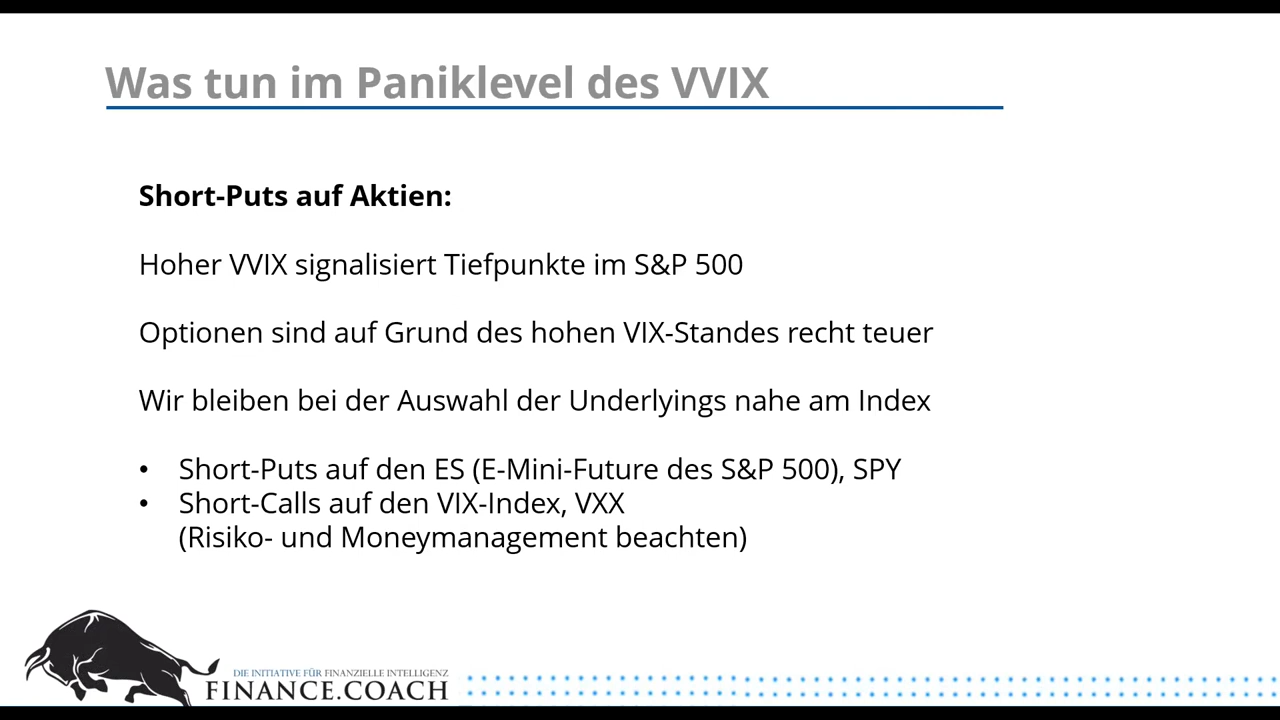 Was tun im Paniklevel des VVIX
Short-Puts auf Aktien:
Hoher VVIX signalisiert Tiefpunkte im S&P 500
Optionen sind auf Grund des hohen VIX-Standes recht teuer
Wir bleiben bei der Auswahl der Underlyings nahe am Index
• Short-Puts auf den ES (E-Mini-Future des S&P 500), SPY
• Short-Calls auf den VIX-Index, VXX
(Risiko- und Moneymanagement beachten)
DIE INITIATIVE FÜR FINANZIELLE INTELLIGENZ
FINANCE.COACH